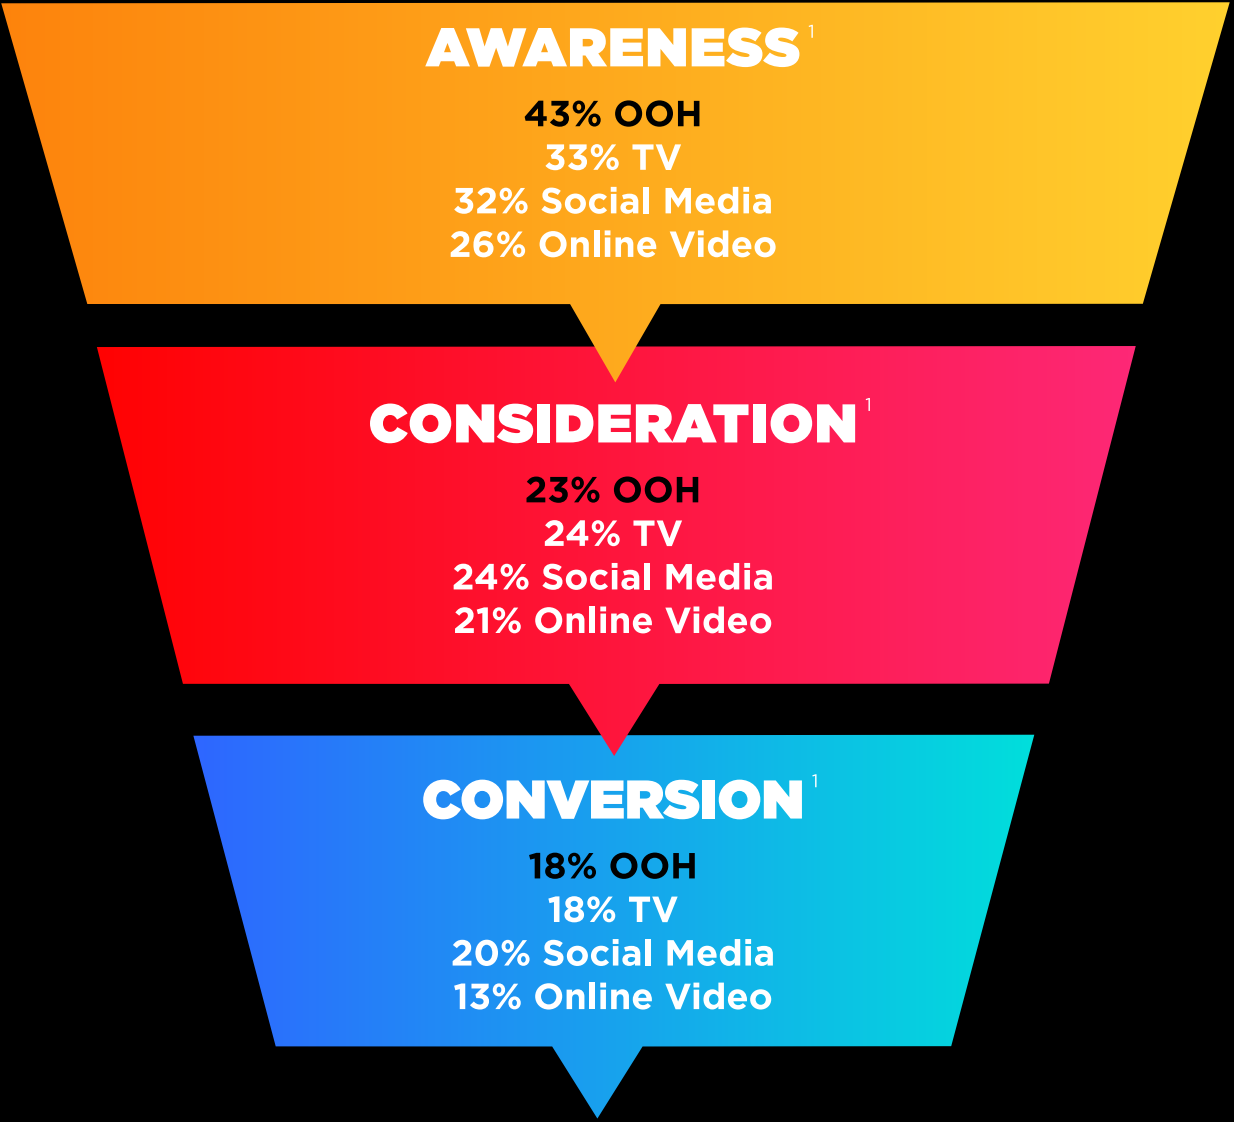 AWARENESS¹
43% OOH
33% TV
32% Social Media
26% Online Video
CONSIDERATION¹
23% OOH
24% TV
24% Social Media
21% Online Video
CONVERSION¹
18% OOH
18% TV
20% Social Media
13% Online Video